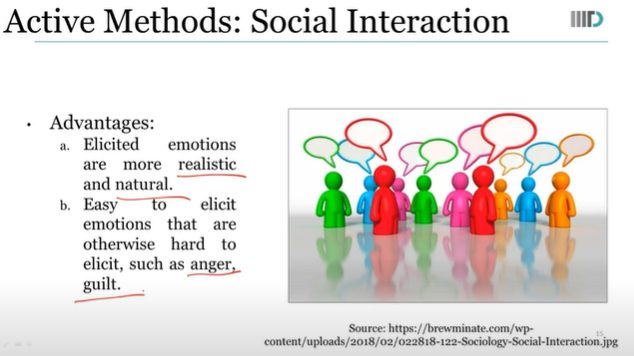 Active Methods: Social Interaction
IIITD
• Advantages:
a. Elicited emotions
are more realistic
and natural.
b. Easy to elicit
emotions that are
otherwise hard to
elicit, such as anger,
guilt.
Source: https://brewminate.com/wp-
content/uploads/2018/02/022818-122-Sociology-Social-Interaction.jpg
15